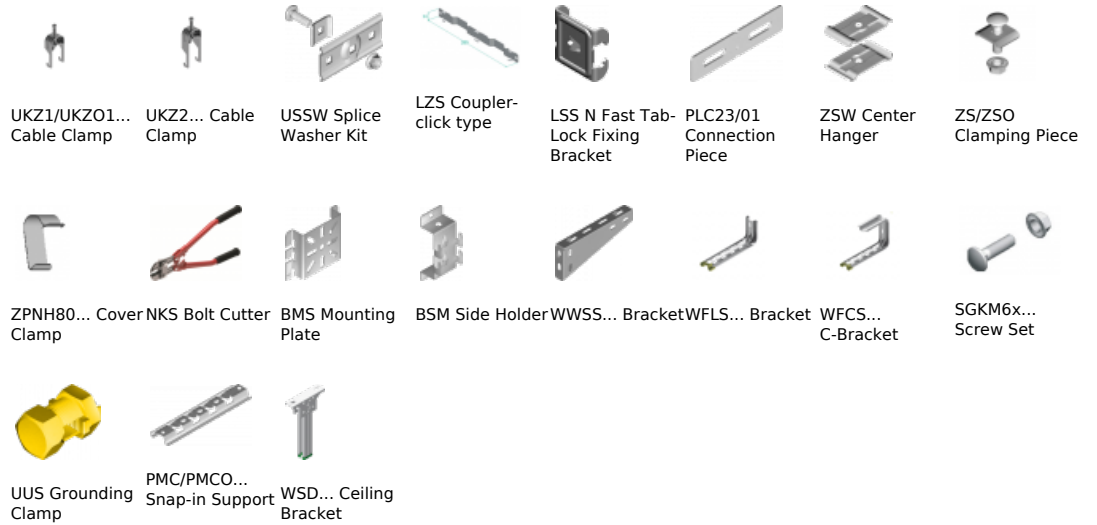 UKZ1/UKZO1...
Cable Clamp
UKZ2... Cable
Clamp
USSW Splice
Washer Kit
LZS Coupler-
click type
LSS N Fast Tab-
Lock Fixing
Bracket
PLC23/01
Connection
Piece
ZSW Center
Hanger
ZS/ZSO
Clamping Piece
ZPNH80... Cover
Clamp
NKS Bolt Cutter
BMS Mounting
Plate
BSM Side Holder
WWSS... Bracket
WFLS... Bracket
WFCS...
C-Bracket
SGKM6x...
Screw Set
UUS Grounding
Clamp
PMC/PMCO...
Snap-in Support
WSD... Ceiling
Bracket